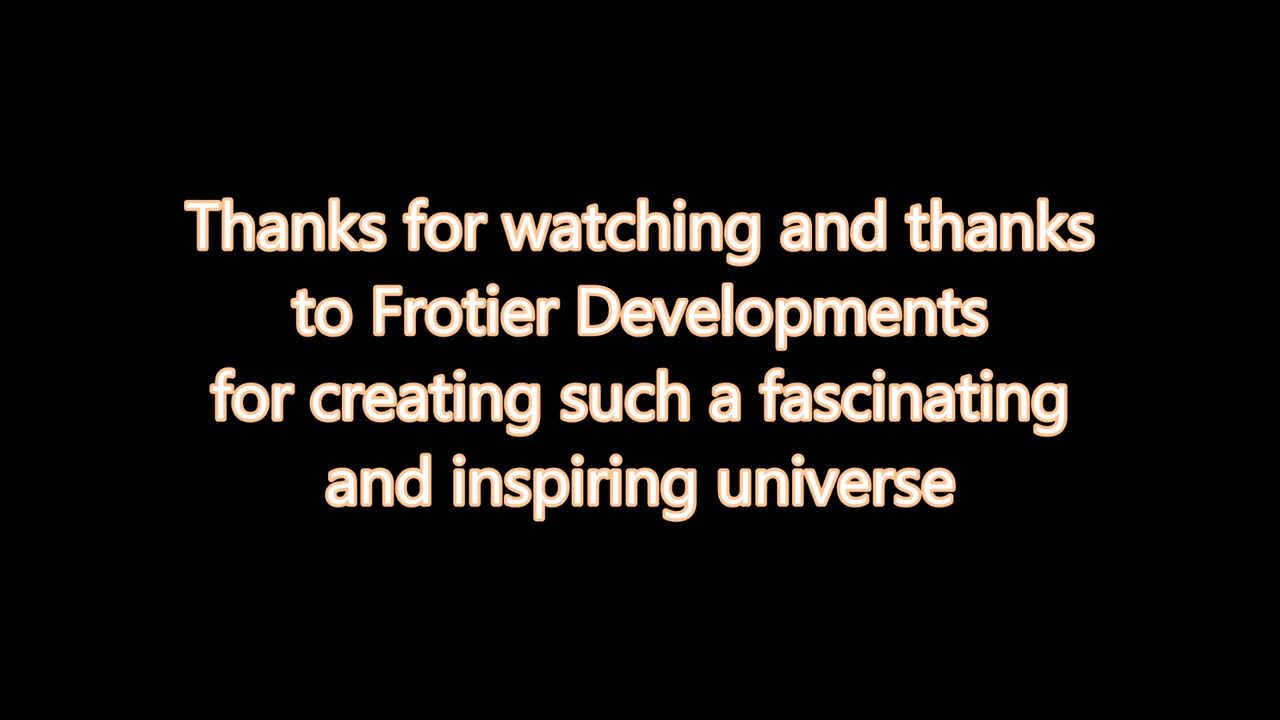 Thanks for watching and thanks
to Frotier Developments
for creating such a fascinating
and inspiring universe